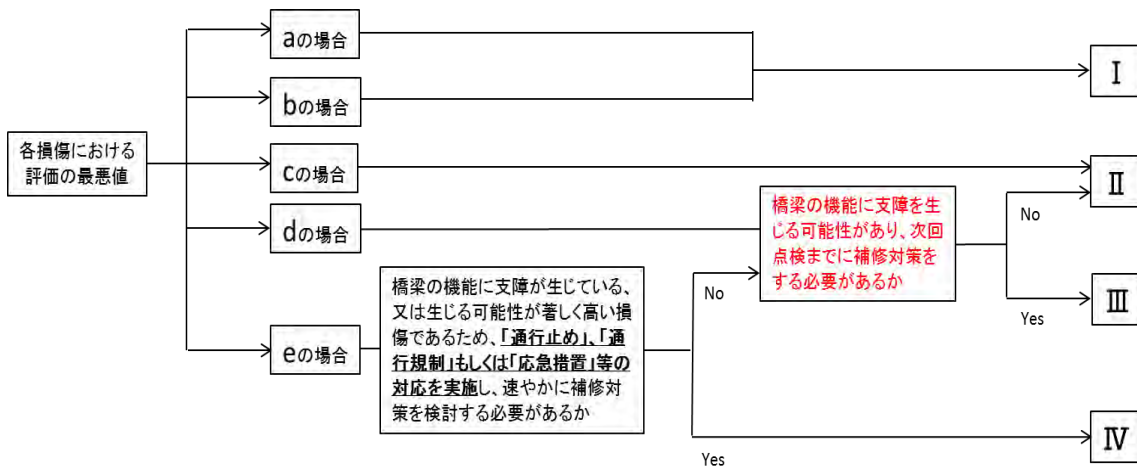 各損傷における
評価の最悪値
aの場合
bの場合
cの場合
dの場合
eの場合
橋梁の機能に支障が生じている、
又は生じる可能性が著しく高い損
傷であるため、「通行止め」、「通
行規制」もしくは「応急措置」等の
対応を実施し、速やかに補修対
策を検討する必要があるか
No
Yes
橋梁の機能に支障を生
じる可能性があり、次回
点検までに補修対策を
する必要があるか
No
Yes
Ⅰ
Ⅱ
Ⅲ
Ⅳ